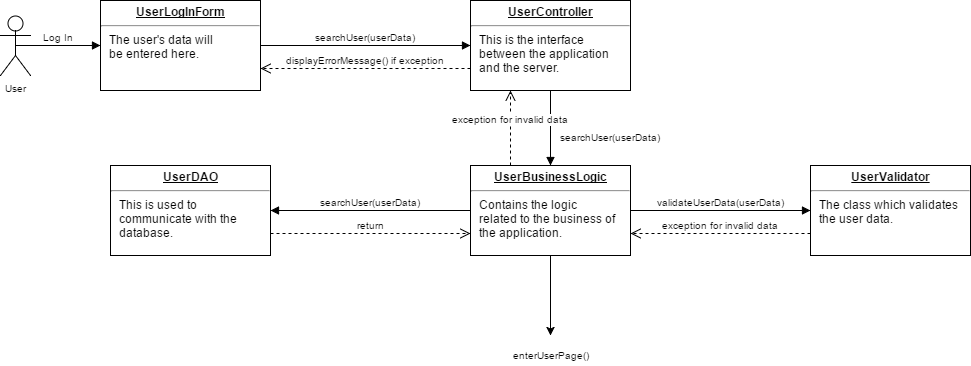 UserLogInForm
UserController
Log In
The user's data will
be entered here.
searchUser(userData)
This is the interface
between the application
and the server.
displayErrorMessage() if exception
User
exception for invalid data
searchUser(userData)
UserDAO
UserBusinessLogic
UserValidator
This is used to
communicate with the
database.
searchUser(userData)
return
Contains the logic
related to the business of
the application.
validateUserData(userData)
exception for invalid data
The class which validates
the user data.
enterUserPage()